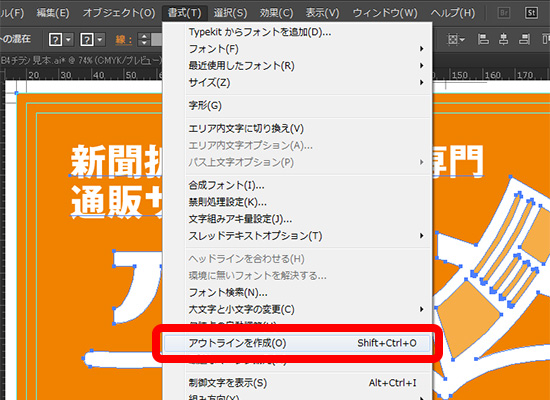 ム(F) 編集(E) オブジェクト(O) 書式(T) 選択(S) 効果(C) 表示(V) ウィンドウ(W) ヘルプ(H) Br St
トの混在 ? ? 線:
B4チラシ見本.ai* @ 74% (CMYK/プレビュー)
20 30 40 150 160 170 180
Typekit からフォントを追加(D)...
フォント(F)
最近使用したフォント(R)
サイズ(Z)
字形(G)
エリア内文字に切り換え(V)
エリア内文字オプション(A)...
パス上文字オプション(P)
合成フォント(I)...
禁則処理設定(K)...
文字組みアキ量設定(J)...
スレッドテキストオプション(T)
ヘッドラインを合わせる(H)
環境に無いフォントを解決する...
フォント検索(N)...
大文字と小文字の変更(C)
アウトラインを作成(O) Shift+Ctrl+O
制御文字を表示(S) Alt+Ctrl+I
組み方向(Y)
新聞折 専門
通販サ